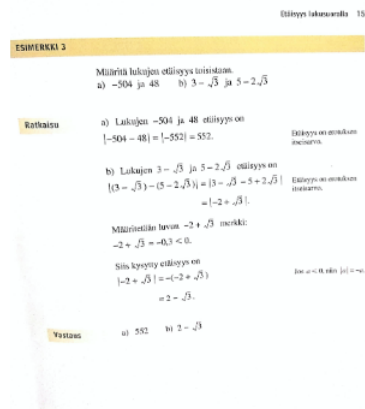 Etäisyys lukusuoralla 15
ESIMERKKI 3
Määritä lukujen etäisyys toisistaan.
a) −504 ja 48 b) 3 − √3 ja 5 − 2√3
Ratkaisu
a) Lukujen −504 ja 48 etäisyys on
|−504 − 48| = |−552| = 552.
Etäisyys on erotuksen
itseisarvo.
b) Lukujen 3 − √3 ja 5 − 2√3 etäisyys on
|(3 − √3) − (5 − 2√3)| = |3 − √3 − 5 + 2√3|
Etäisyys on erotuksen
itseisarvo.
= |−2 + √3|.
Määritetään luvun −2 + √3 merkki:
−2 + √3 ≈ −0,3 < 0.
Siis kysytty etäisyys on
|−2 + √3| = −(−2 + √3)
Jos a < 0, niin |a| = −a.
= 2 − √3.
Vastaus
a) 552 b) 2 − √3